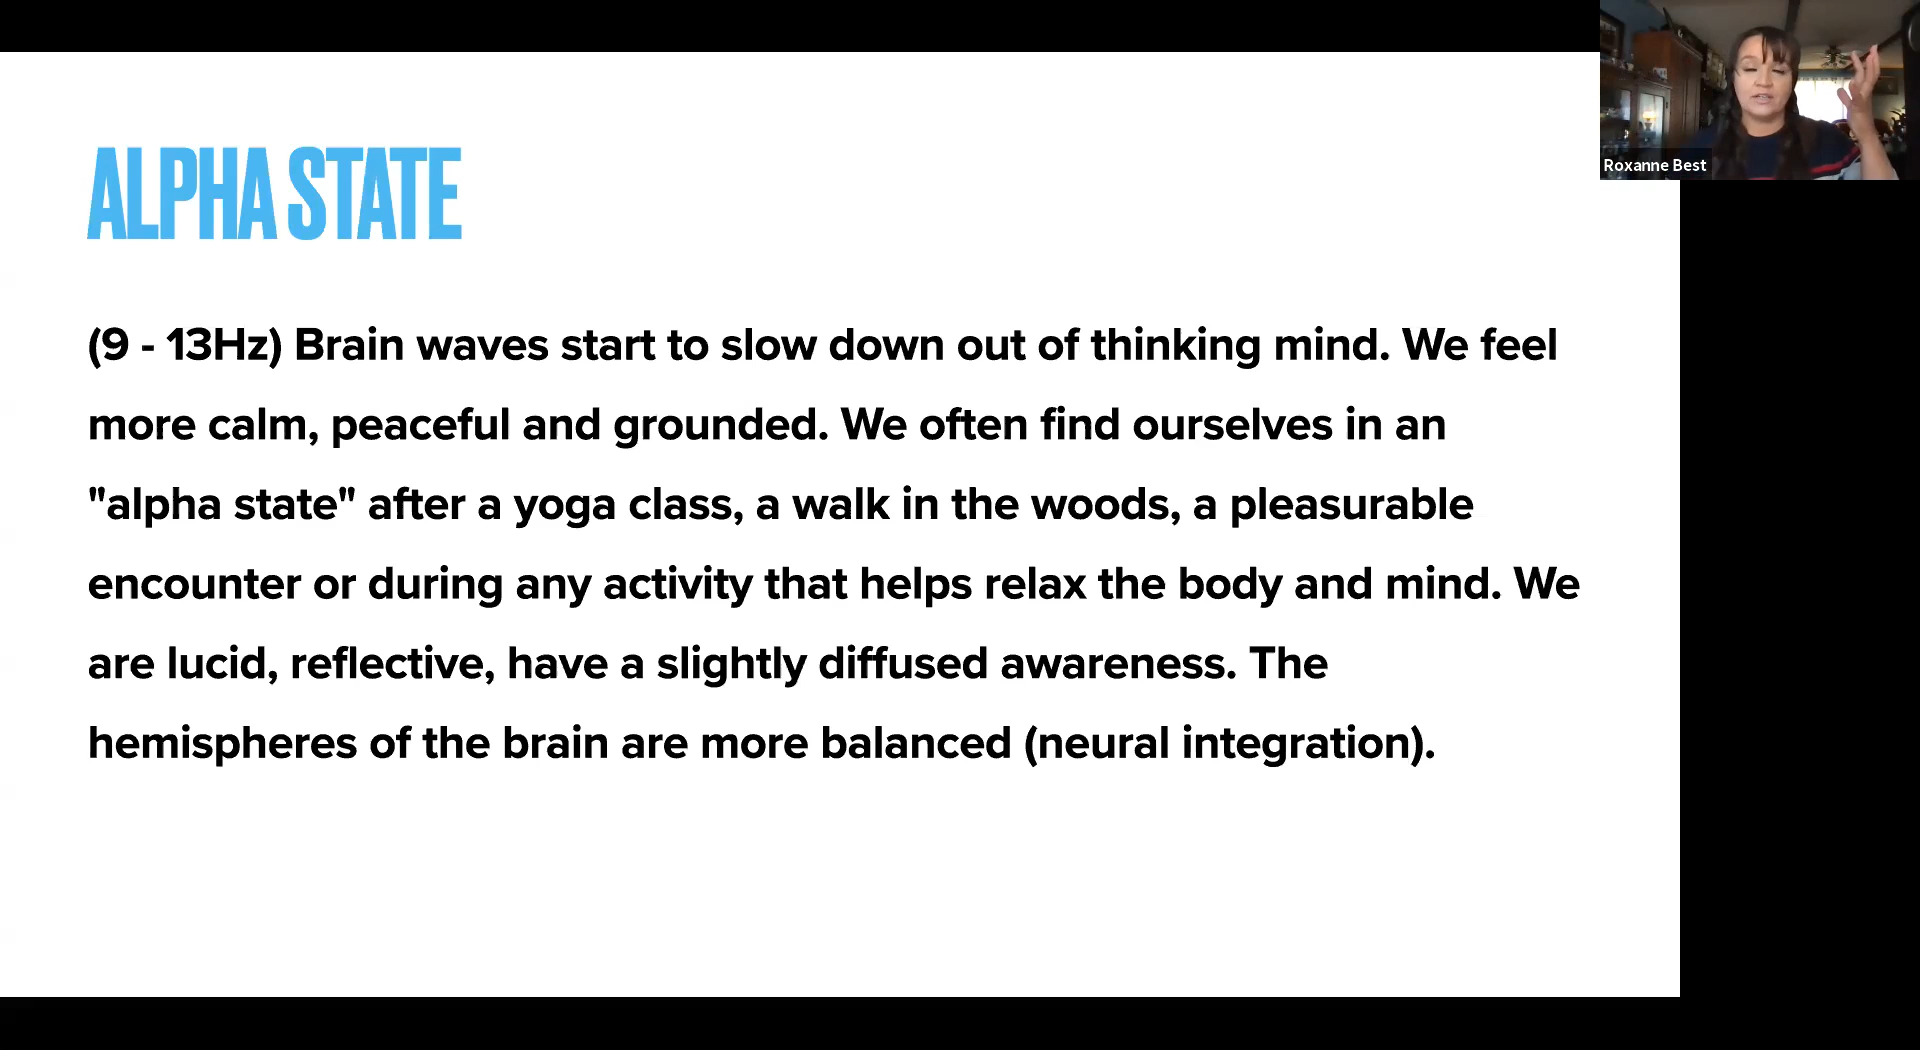 ALPHA STATE
(9 - 13Hz) Brain waves start to slow down out of thinking mind. We feel
more calm, peaceful and grounded. We often find ourselves in an
"alpha state" after a yoga class, a walk in the woods, a pleasurable
encounter or during any activity that helps relax the body and mind. We
are lucid, reflective, have a slightly diffused awareness. The
hemispheres of the brain are more balanced (neural integration).
Roxanne Best